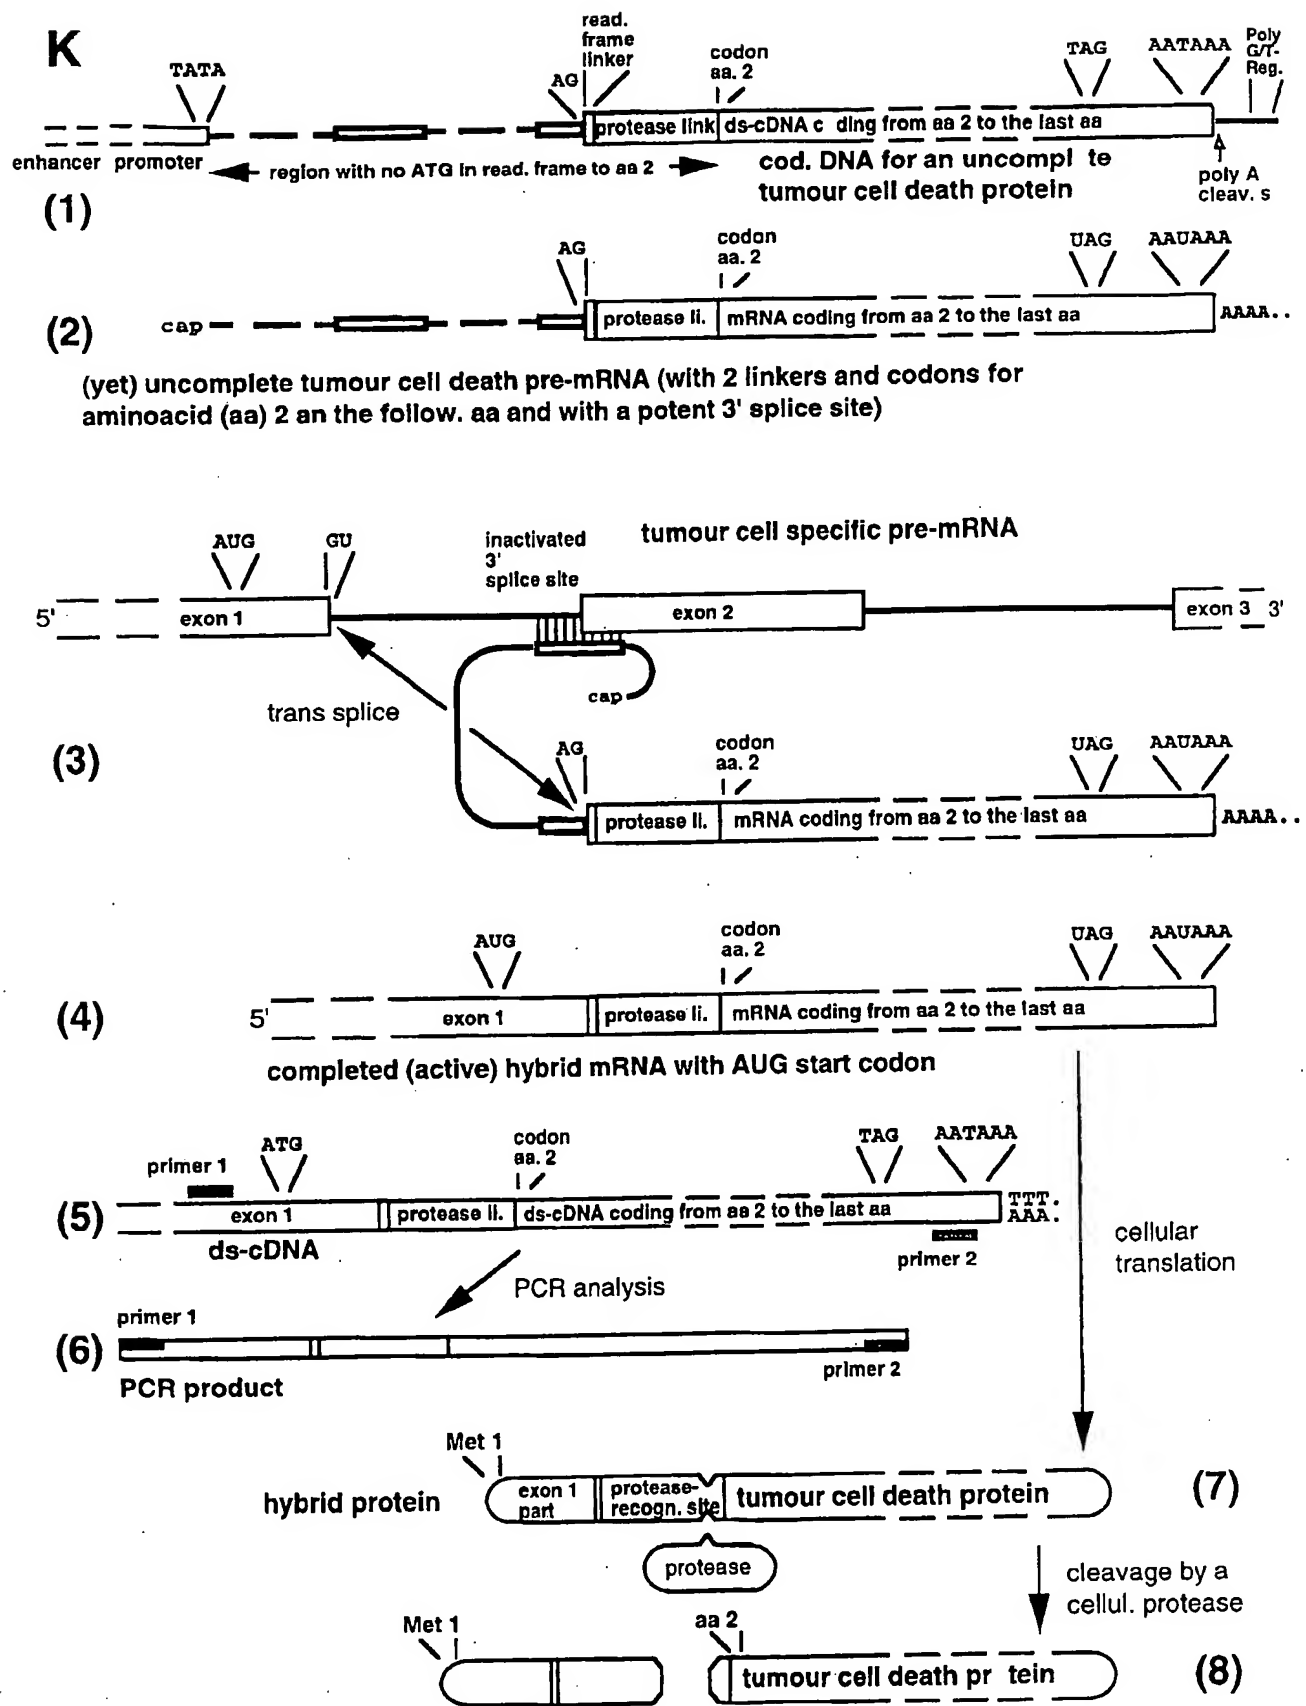 K
TATA
AG
read.
frame
linker
codon
aa. 2
TAG
AATAAA
Poly
G/T-
Reg.
protease link
ds-cDNA c ding from aa 2 to the last aa
enhancer promoter
region with no ATG in read. frame to aa 2
cod. DNA for an uncompl te
tumour cell death protein
poly A
cleav. s
(1)
AG
codon
aa. 2
UAG
AAUAAA
(2)
cap
protease li.
mRNA coding from aa 2 to the last aa
AAAA..
(yet) uncomplete tumour cell death pre-mRNA (with 2 linkers and codons for
aminoacid (aa) 2 an the follow. aa and with a potent 3' splice site)
AUG
GU
inactivated
3'
splice site
tumour cell specific pre-mRNA
5'
exon 1
exon 2
exon 3
3'
cap
trans splice
(3)
AG
codon
aa. 2
UAG
AAUAAA
protease li.
mRNA coding from aa 2 to the last aa
AAAA..
AUG
codon
aa. 2
UAG
AAUAAA
(4)
5'
exon 1
protease li.
mRNA coding from aa 2 to the last aa
completed (active) hybrid mRNA with AUG start codon
primer 1
ATG
codon
aa. 2
TAG
AATAAA
(5)
exon 1
protease li.
ds-cDNA coding from aa 2 to the last aa
TTT.
AAA.
ds-cDNA
primer 2
cellular
translation
PCR analysis
primer 1
(6)
primer 2
PCR product
Met 1
hybrid protein
exon 1
part
protease-
recogn. site
tumour cell death protein
(7)
protease
cleavage by a
cellul. protease
Met 1
aa 2
tumour cell death pr tein
(8)